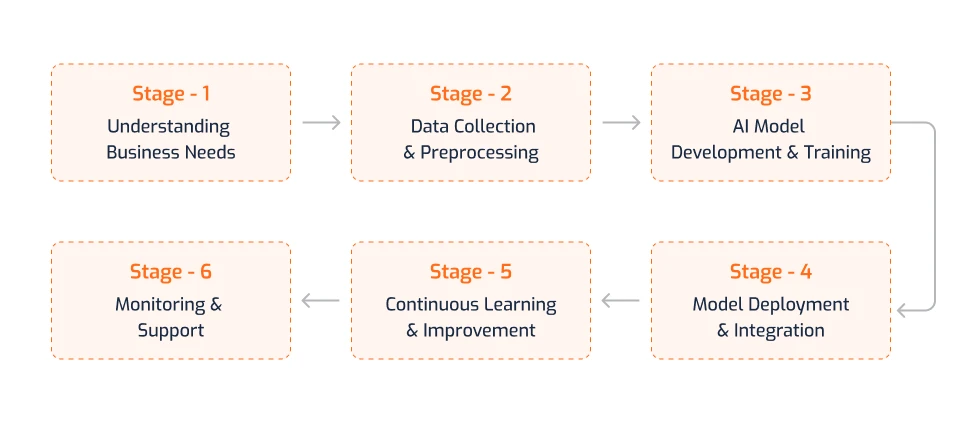 Stage - 1
Understanding
Business Needs
Stage - 2
Data Collection
& Preprocessing
Stage - 3
AI Model
Development & Training
Stage - 4
Model Deployment
& Integration
Stage - 5
Continuous Learning
& Improvement
Stage - 6
Monitoring &
Support